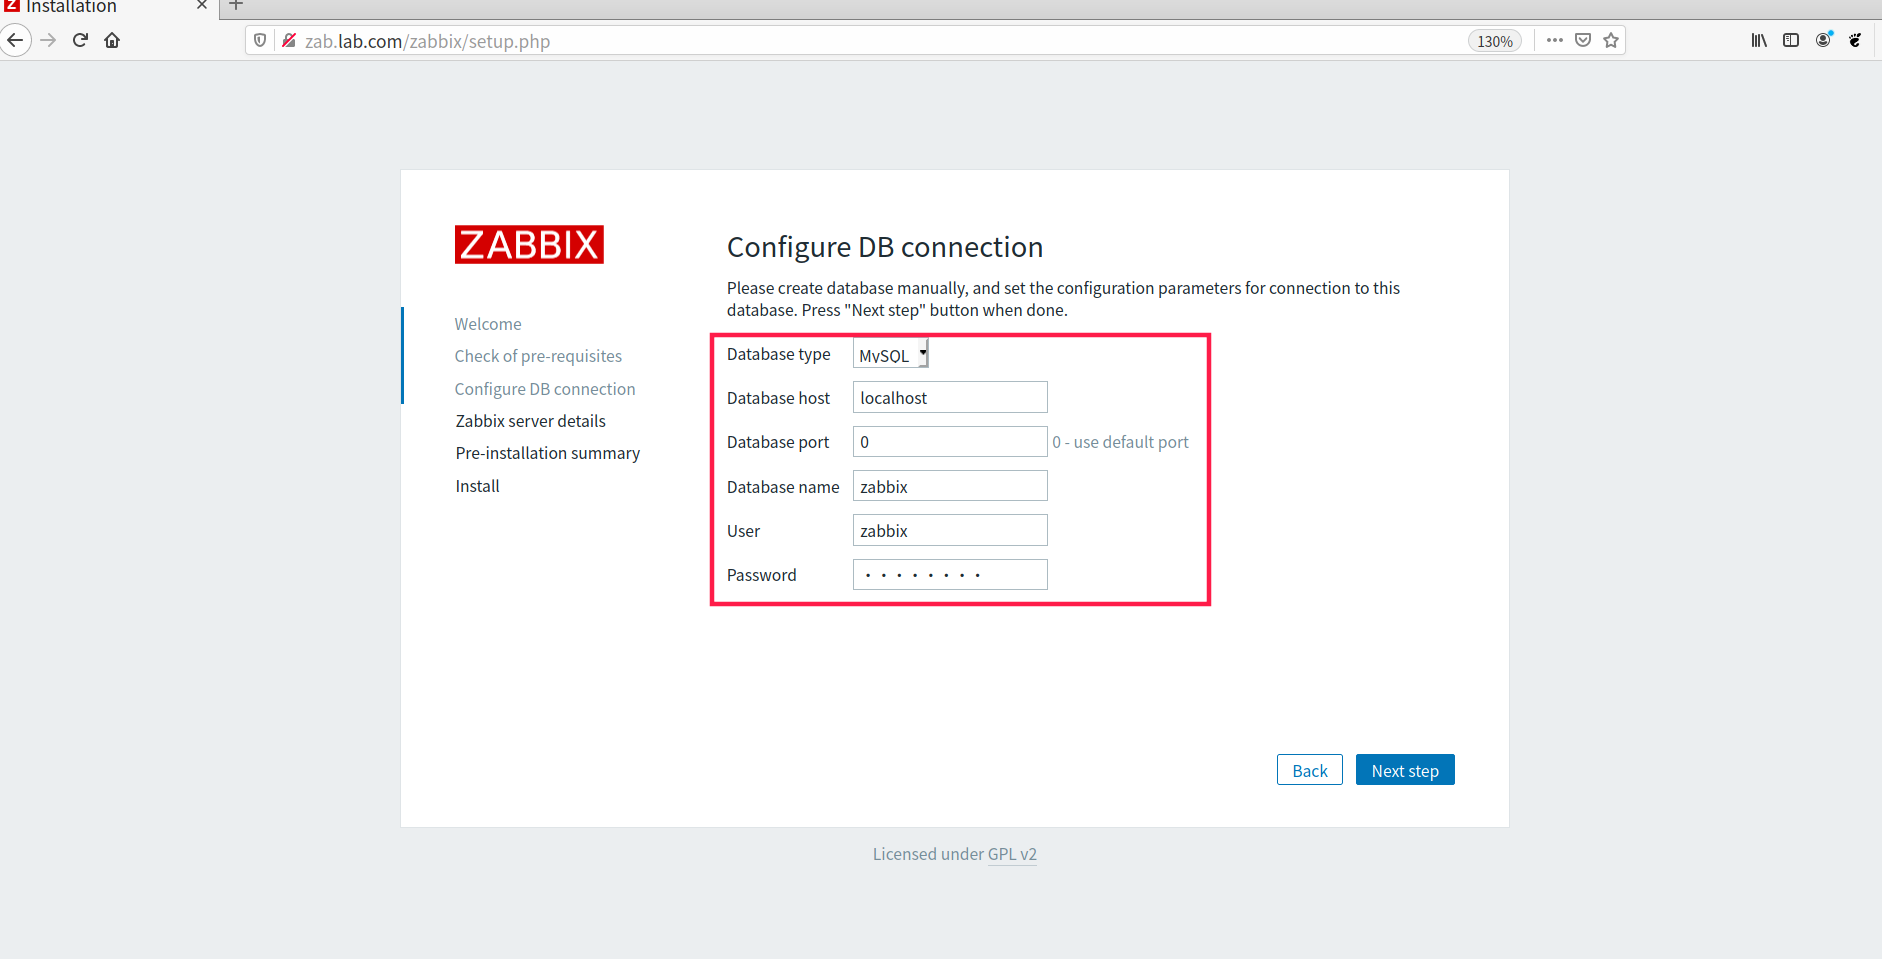 Installation
zab.lab.com/zabbix/setup.php
130%
ZABBIX
Welcome
Check of pre-requisites
Configure DB connection
Zabbix server details
Pre-installation summary
Install
Configure DB connection
Please create database manually, and set the configuration parameters for connection to this
database. Press "Next step" button when done.
Database type MySQL
Database host localhost
Database port 0 0 - use default port
Database name zabbix
User zabbix
Password ••••••••
Back Next step
Licensed under GPL v2